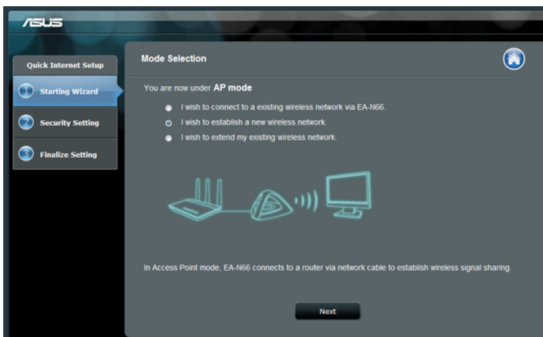 ASUS
Quick Internet Setup
1 Starting Wizard
2 Security Setting
3 Finalize Setting
Mode Selection
You are now under AP mode
I wish to connect to a existing wireless network via EA-N66.
I wish to establish a new wireless network.
I wish to extend my existing wireless network.
In Access Point mode, EA-N66 connects to a router via network cable to establish wireless signal sharing.
Next